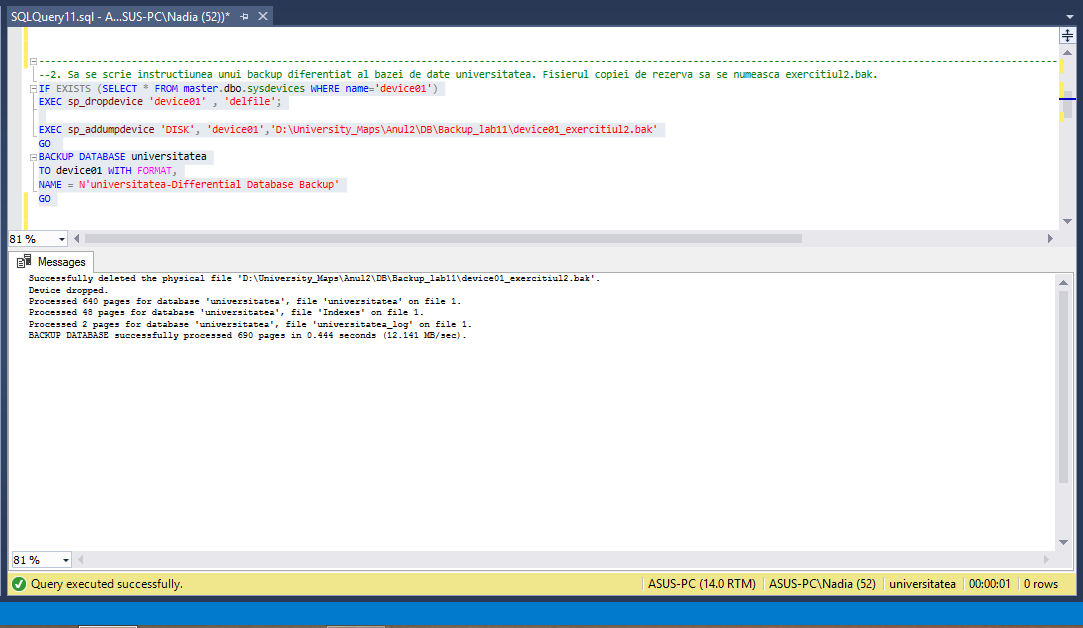 SQLQuery11.sql - A...SUS-PC\Nadia (52))*
------------------------------------------------------------
--2. Sa se scrie instructiunea unui backup diferentiat al bazei de date universitatea. Fisierul copiei de rezerva sa se numeasca exercitiul2.bak.
IF EXISTS (SELECT * FROM master.dbo.sysdevices WHERE name='device01')
EXEC sp_dropdevice 'device01' , 'delfile';
EXEC sp_addumpdevice 'DISK', 'device01','D:\University_Maps\Anul2\DB\Backup_lab11\device01_exercitiul2.bak'
GO
BACKUP DATABASE universitatea
TO device01 WITH FORMAT,
NAME = N'universitatea-Differential Database Backup'
GO
81 %
Messages
Successfully deleted the physical file 'D:\University_Maps\Anul2\DB\Backup_lab11\device01_exercitiul2.bak'.
Device dropped.
Processed 640 pages for database 'universitatea', file 'universitatea' on file 1.
Processed 48 pages for database 'universitatea', file 'Indexes' on file 1.
Processed 2 pages for database 'universitatea', file 'universitatea_log' on file 1.
BACKUP DATABASE successfully processed 690 pages in 0.444 seconds (12.141 MB/sec).
81 %
Query executed successfully.
ASUS-PC (14.0 RTM)
ASUS-PC\Nadia (52)
universitatea
00:00:01
0 rows